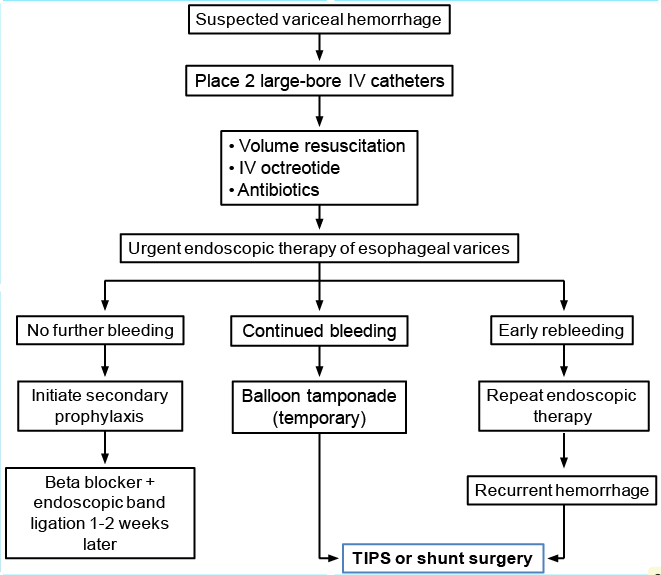 Suspected variceal hemorrhage
Place 2 large-bore IV catheters
• Volume resuscitation
• IV octreotide
• Antibiotics
Urgent endoscopic therapy of esophageal varices
No further bleeding
Continued bleeding
Early rebleeding
Initiate secondary
prophylaxis
Balloon tamponade
(temporary)
Repeat endoscopic
therapy
Beta blocker +
endoscopic band
ligation 1-2 weeks
later
Recurrent hemorrhage
TIPS or shunt surgery